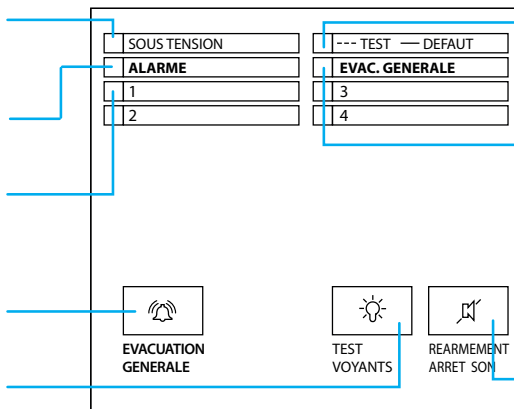 SOUS TENSION
--- TEST — DEFAUT
ALARME
EVAC. GENERALE
1
3
2
4
EVACUATION
GENERALE
TEST
VOYANTS
REARMEMENT
ARRET SON